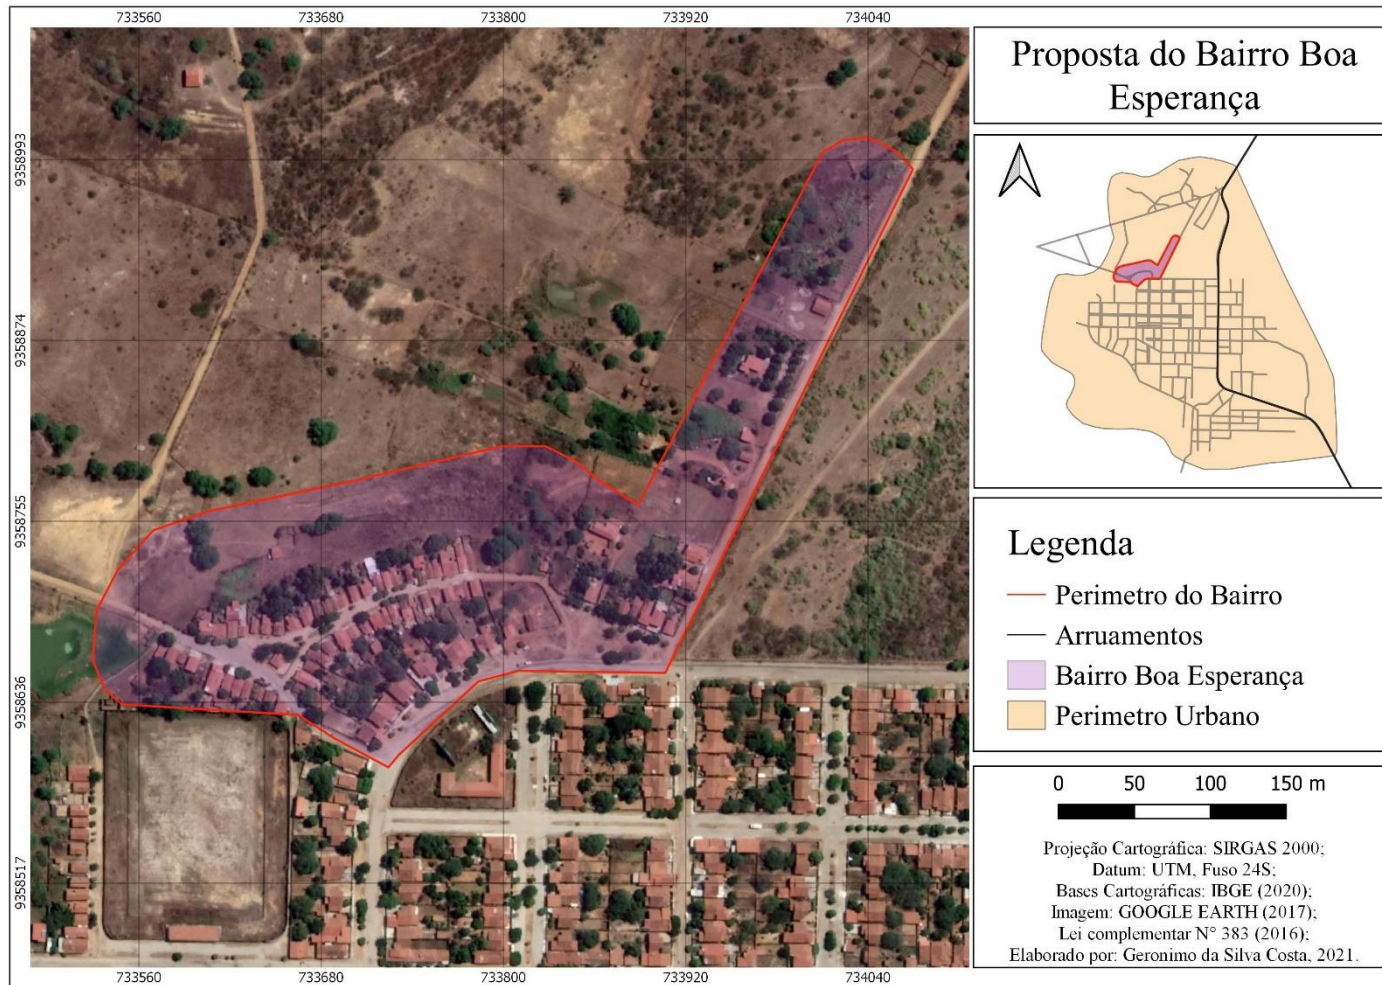 733560 733680 733800 733920 734040
9358993
9358874
9358755
9358636
9358517
733560 733680 733800 733920 734040
Proposta do Bairro Boa
Esperança
Legenda
Perimetro do Bairro
Arruamentos
Bairro Boa Esperança
Perimetro Urbano
0 50 100 150 m
Projeção Cartográfica: SIRGAS 2000;
Datum: UTM, Fuso 24S;
Bases Cartográficas: IBGE (2020);
Imagem: GOOGLE EARTH (2017);
Lei complementar N° 383 (2016);
Elaborado por: Geronimo da Silva Costa, 2021.